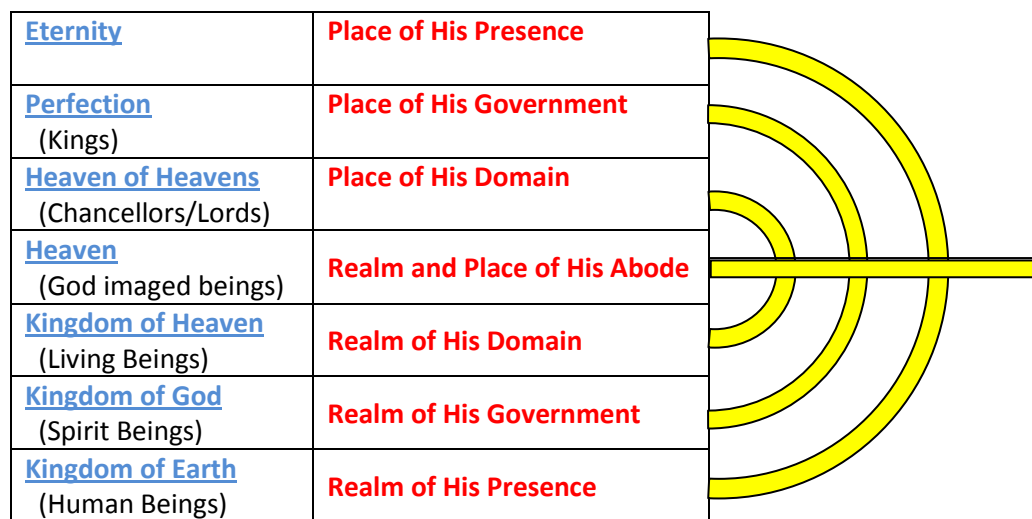 Eternity Place of His Presence
Perfection Place of His Government
(Kings)
Heaven of Heavens Place of His Domain
(Chancellors/Lords)
Heaven
(God imaged beings) Realm and Place of His Abode
Kingdom of Heaven
(Living Beings) Realm of His Domain
Kingdom of God
(Spirit Beings) Realm of His Government
Kingdom of Earth
(Human Beings) Realm of His Presence